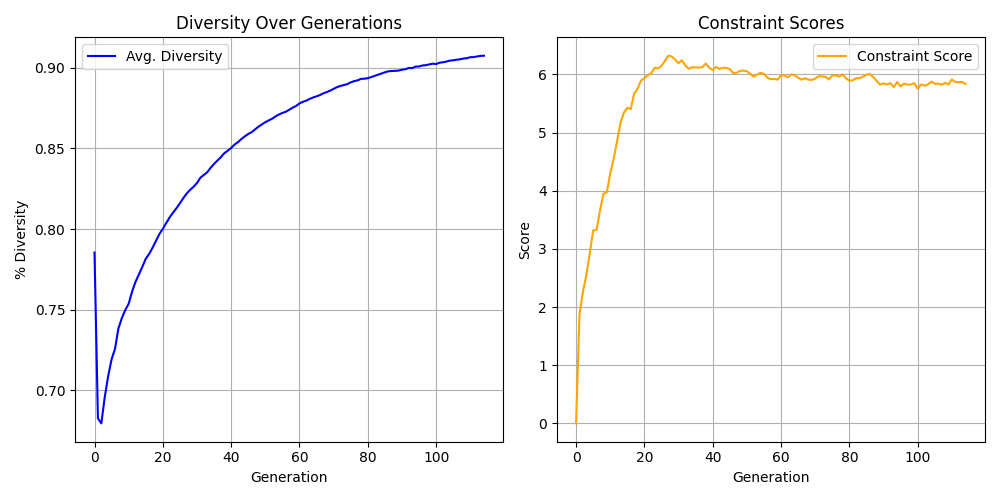 Diversity Over Generations
Avg. Diversity
% Diversity
0.90
0.85
0.80
0.75
0.70
0 20 40 60 80 100
Generation
Constraint Scores
Constraint Score
Score
6
5
4
3
2
1
0
0 20 40 60 80 100
Generation